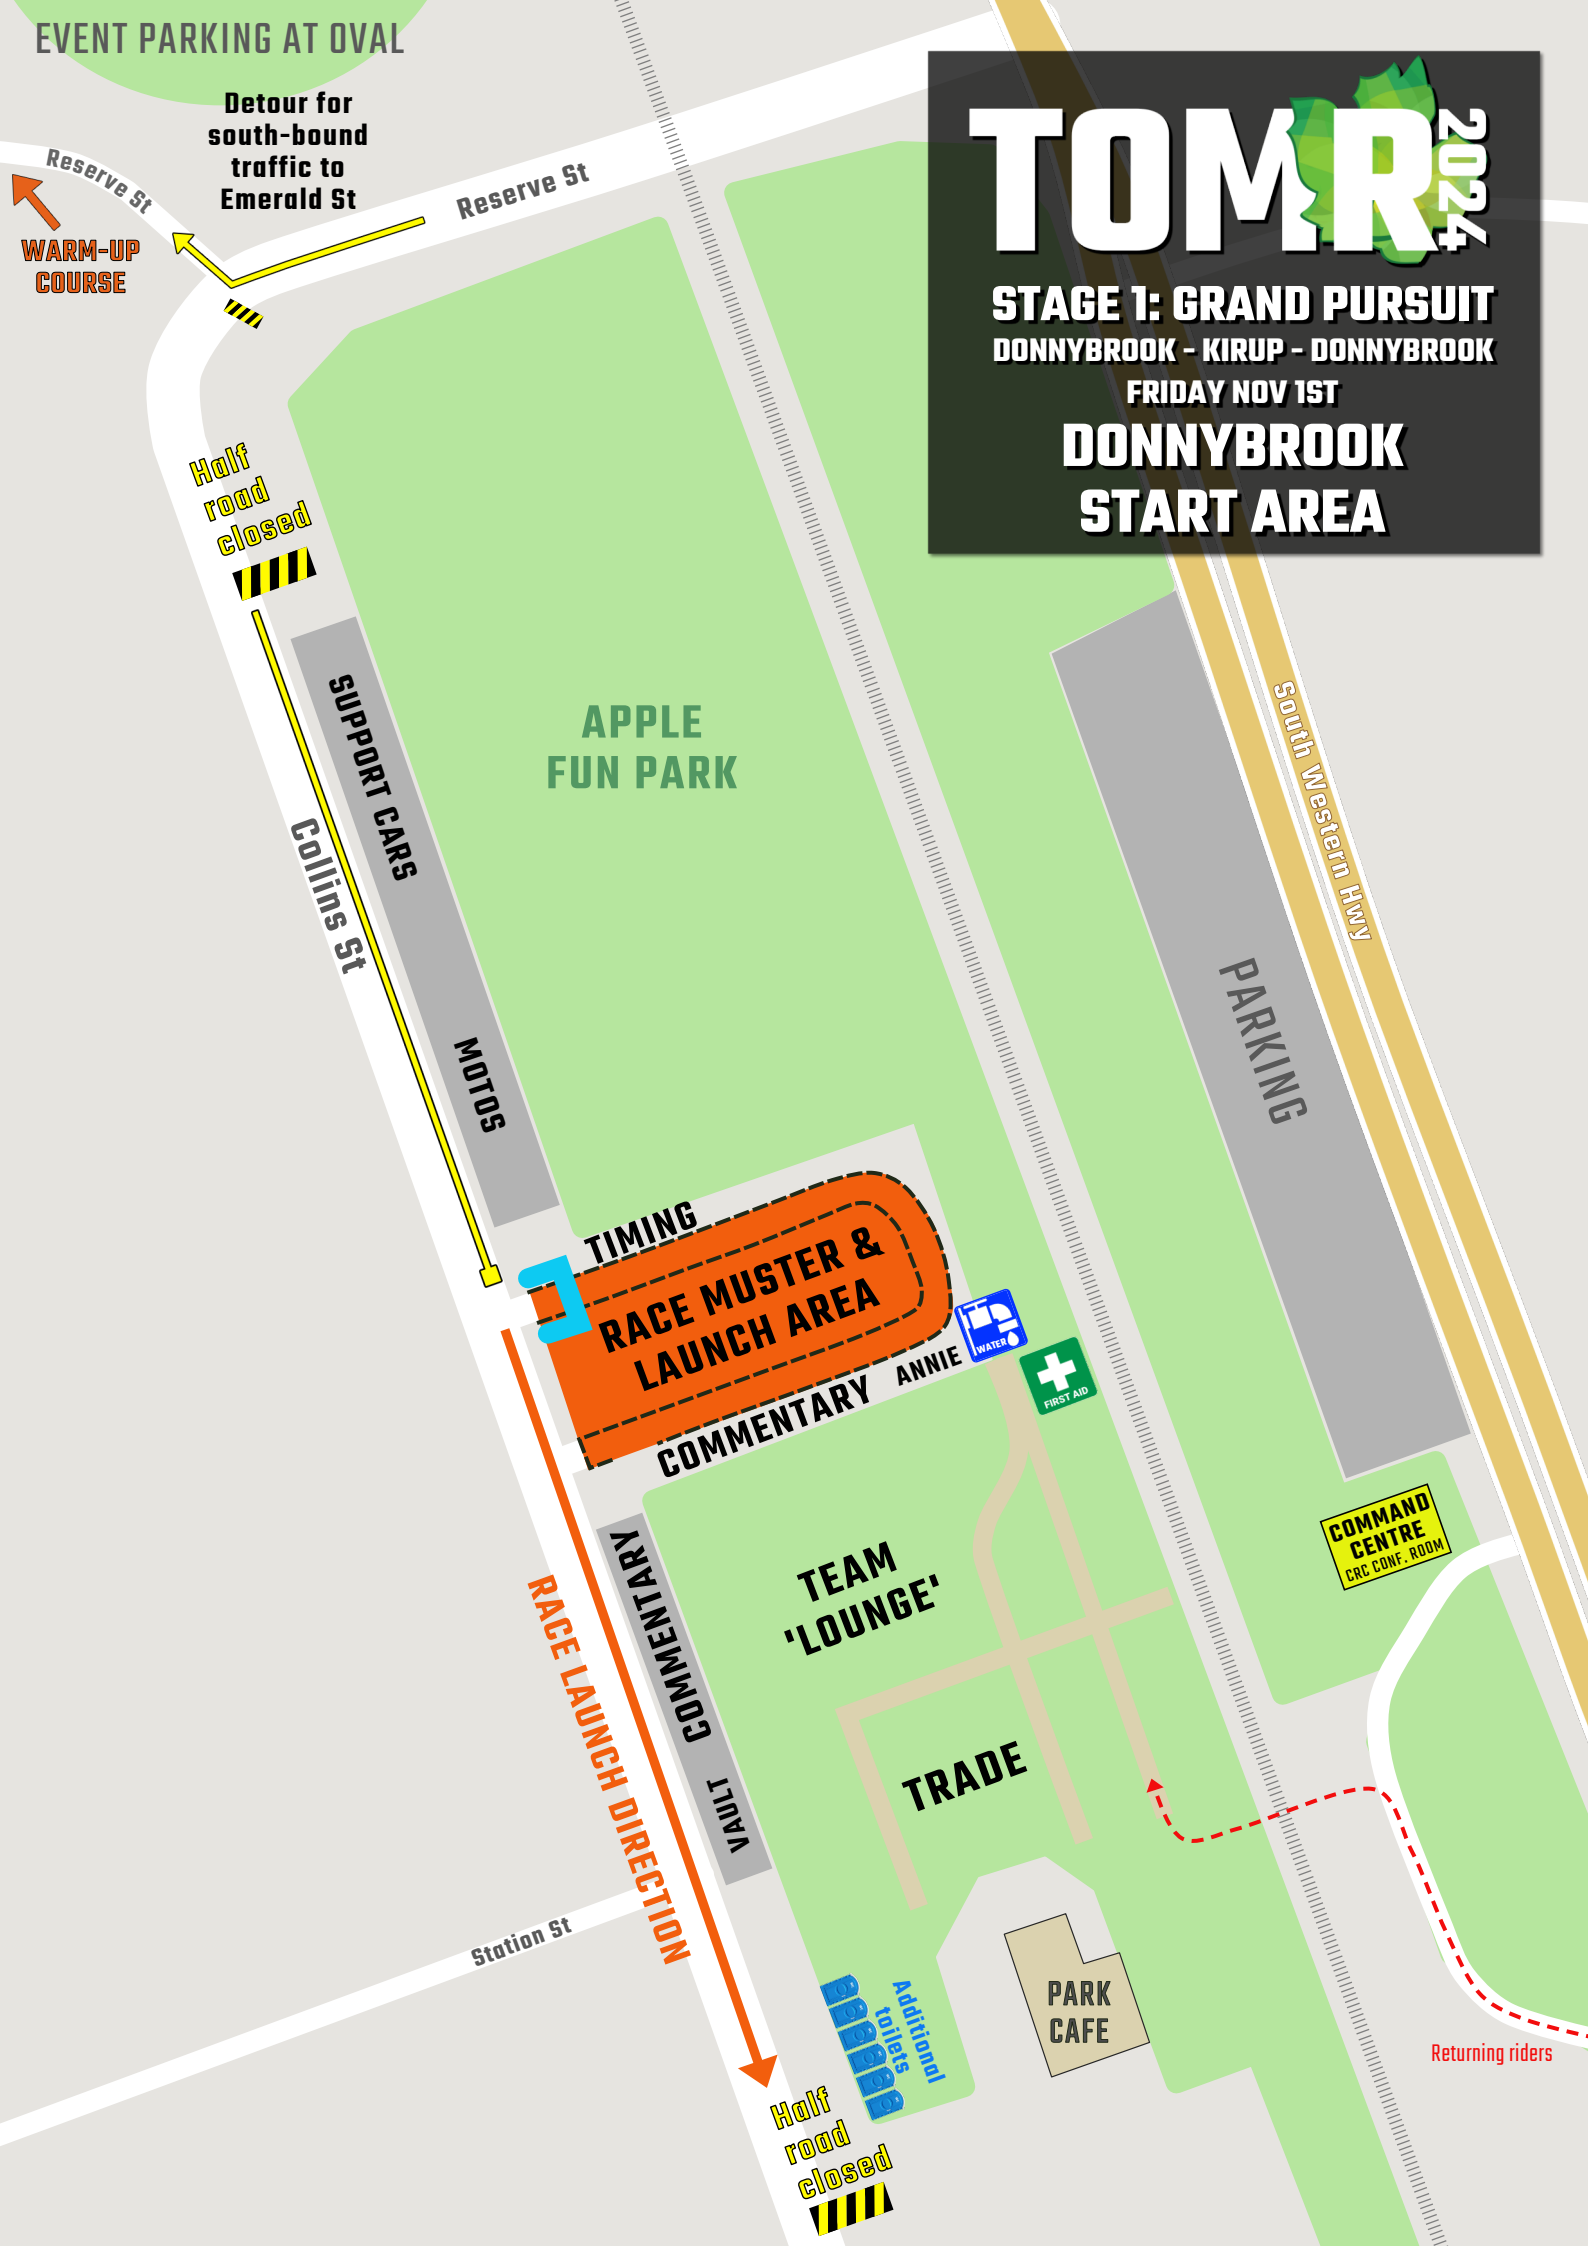 EVENT PARKING AT OVAL
Detour for
south-bound
traffic to
Emerald St
Reserve St
Reserve St
WARM-UP
COURSE
TOMR
2024
STAGE 1: GRAND PURSUIT
DONNYBROOK - KIRUP - DONNYBROOK
FRIDAY NOV 1ST
DONNYBROOK
START AREA
Half
road
closed
SUPPORT CARS
APPLE
FUN PARK
South Western Hwy
Collins St
PARKING
MOTOS
TIMING
RACE MUSTER &
LAUNCH AREA
WATER
ANNIE
FIRST AID
COMMENTARY
COMMAND
CENTRE
CRC CONF. ROOM
COMMENTARY
TEAM
'LOUNGE'
RACE LAUNCH DIRECTION
TRADE
VAULT
Station St
PARK
CAFE
Additional
toilets
Returning riders
Half
road
closed